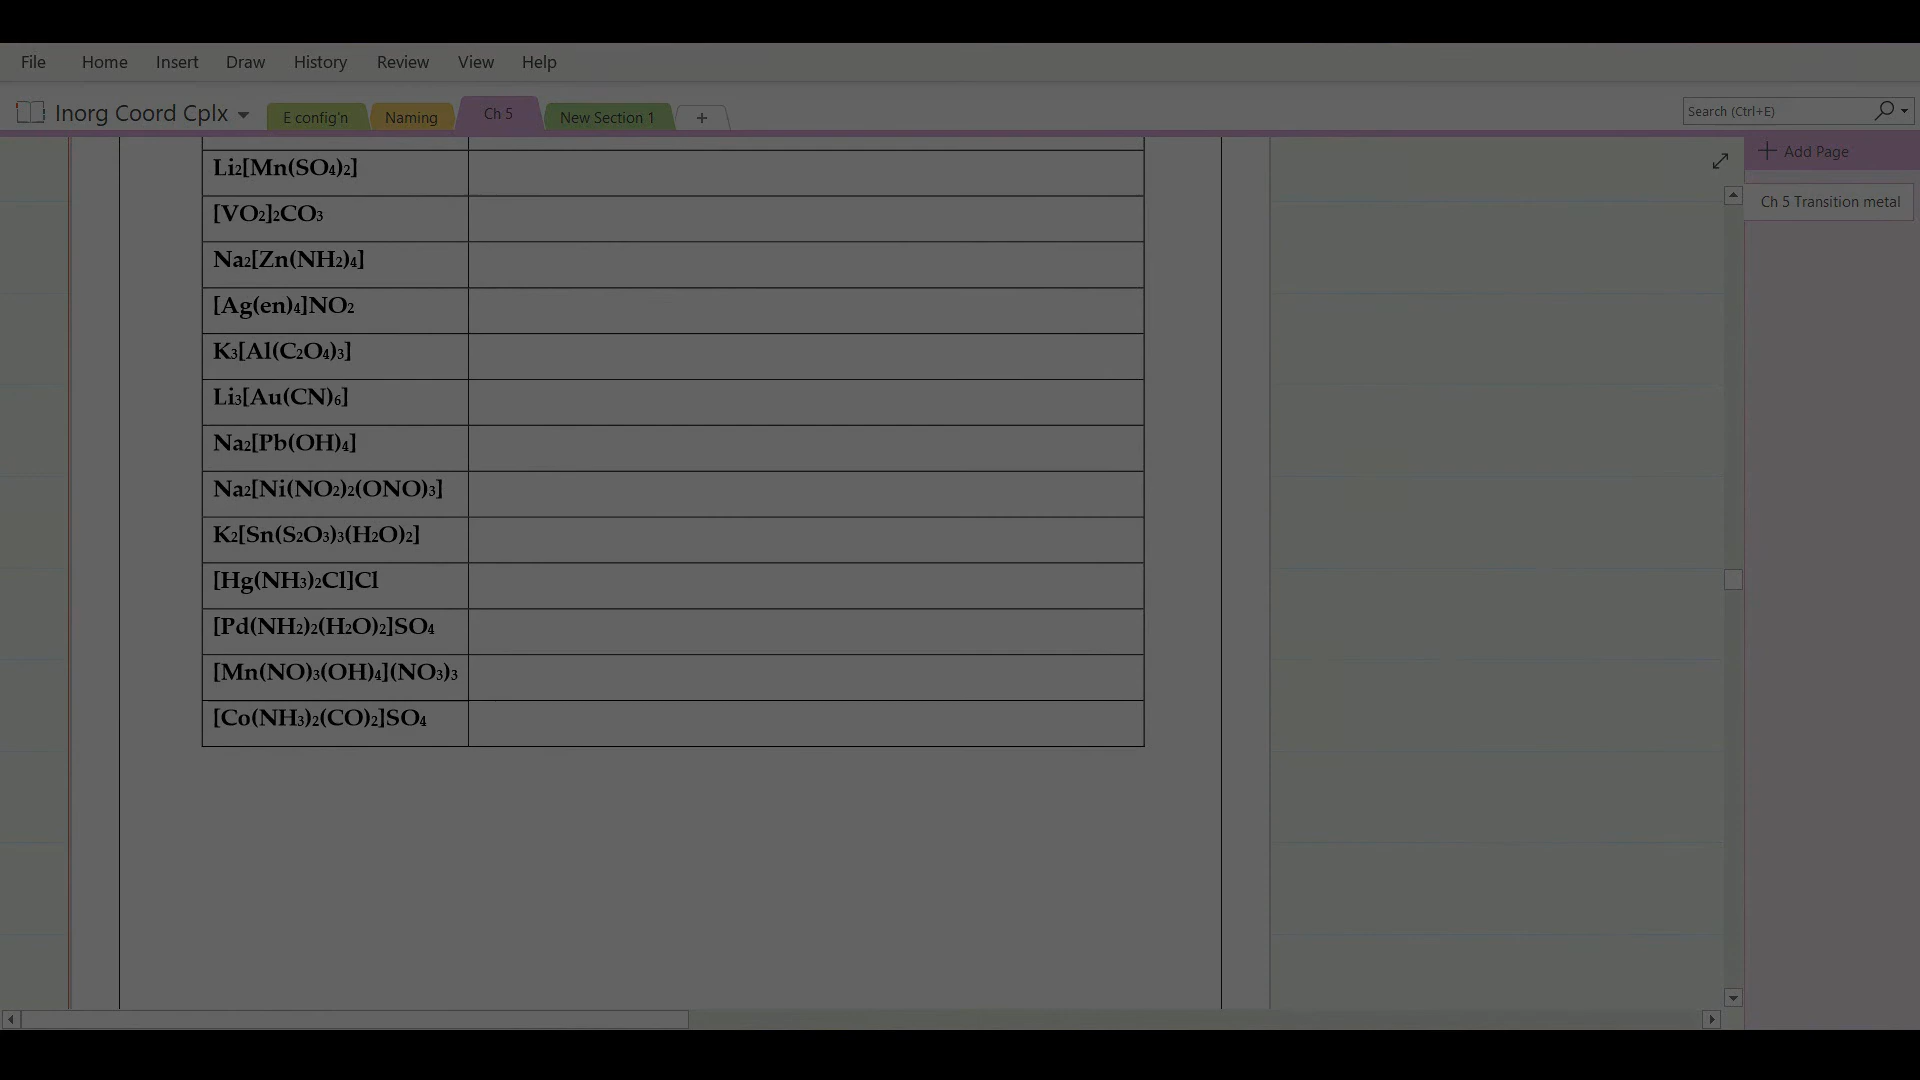 File Home Insert Draw History Review View Help
Inorg Coord Cplx E config'n Naming Ch 5 New Section 1 + Search (Ctrl+E)
Add Page
Ch 5 Transition metal
Li₂[Mn(SO₄)₂]
[VO₂]₂CO₃
Na₂[Zn(NH₂)₄]
[Ag(en)₄]NO₂
K₃[Al(C₂O₄)₃]
Li₃[Au(CN)₆]
Na₂[Pb(OH)₄]
Na₂[Ni(NO₂)₂(ONO)₃]
K₂[Sn(S₂O₃)₃(H₂O)₂]
[Hg(NH₃)₂Cl]Cl
[Pd(NH₂)₂(H₂O)₂]SO₄
[Mn(NO)₃(OH)₄](NO₃)₃
[Co(NH₃)₂(CO)₂]SO₄